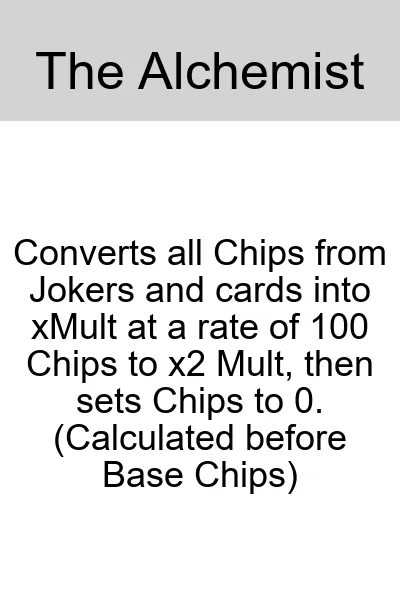 The Alchemist
Converts all Chips from
Jokers and cards into
xMult at a rate of 100
Chips to x2 Mult, then
sets Chips to 0.
(Calculated before
Base Chips)